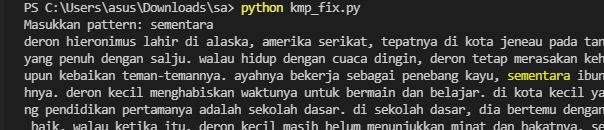 PS C:\Users\asus\Downloads\sa> python kmp_fix.py
Masukkan pattern: sementara
deron hieronimus lahir di alaska, amerika serikat, tepatnya di kota jeneau pada tan
yang penuh dengan salju. walau hidup dengan cuaca dingin, deron tetap merasakan keh
upun kebaikan teman-temannya. ayahnya bekerja sebagai penebang kayu, sementara ibun
hnya. deron kecil menghabiskan waktunya untuk bermain dan belajar. di kota kecil ya
ng pendidikan pertamanya adalah sekolah dasar. di sekolah dasar, dia bertemu dengan
baik. walau ketika itu, deron kecil masih belum menunjukkan minat dan bakatnya. se